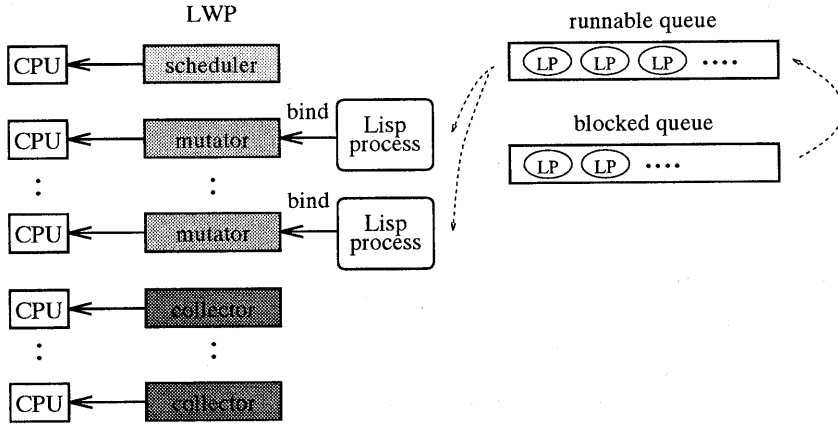 LWP
runnable queue
CPU
scheduler
LP LP LP ....
bind
Lisp
process
CPU
mutator
blocked queue
LP LP ....
:
:
bind
Lisp
process
CPU
mutator
CPU
collector
:
:
CPU
collector